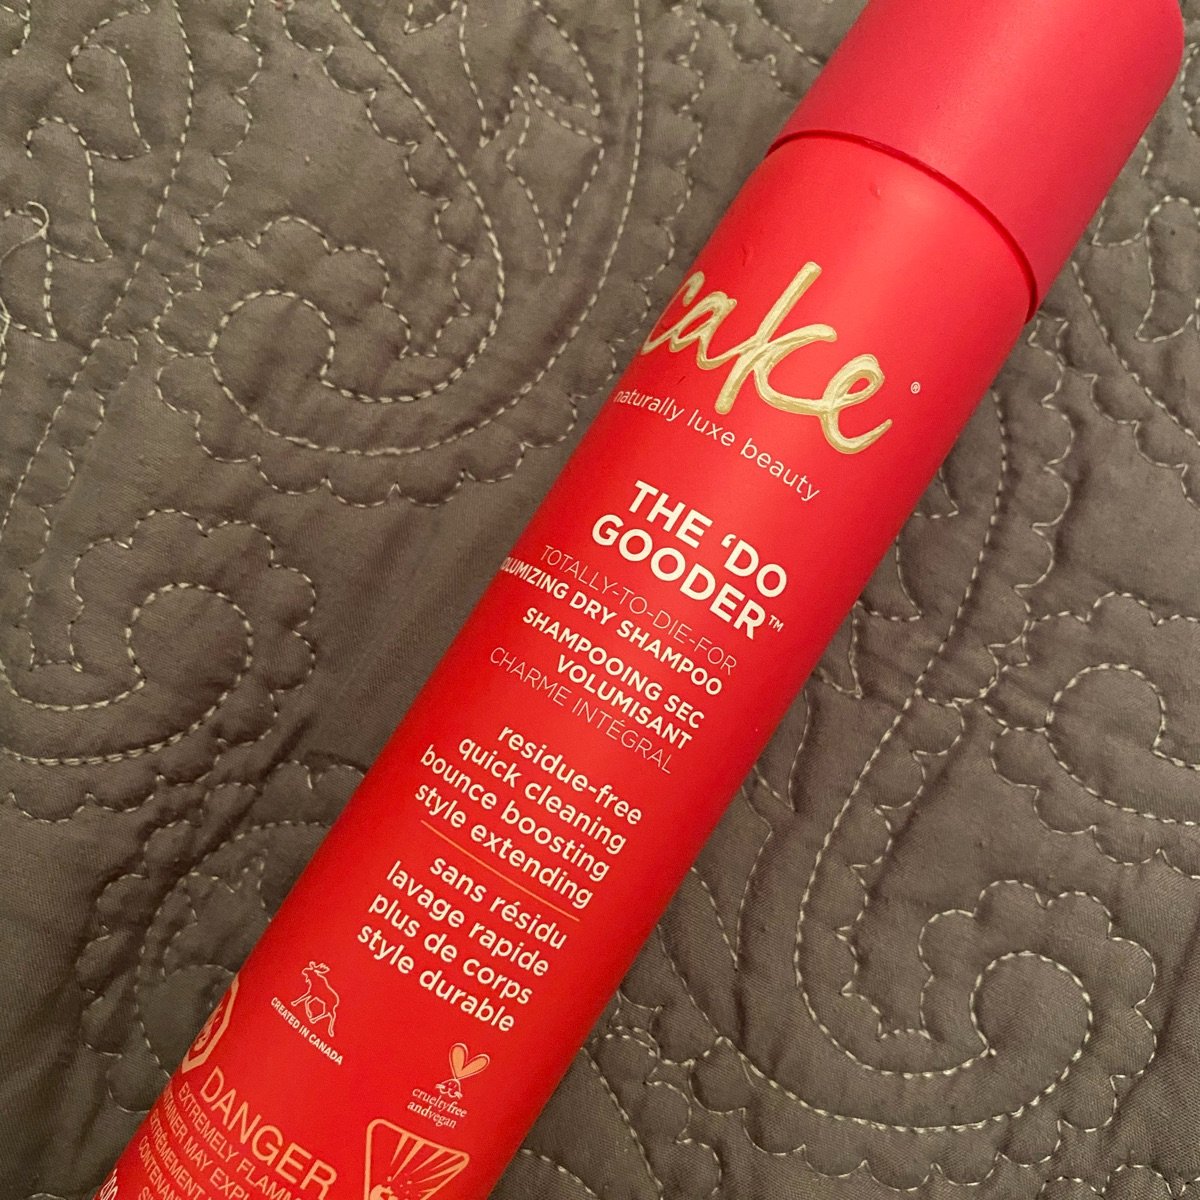 cake®
naturally luxe beauty
THE ‘DO
GOODER™
TOTALLY-TO-DIE-FOR
VOLUMIZING DRY SHAMPOO
SHAMPOOING SEC
VOLUMISANT
CHARME INTÉGRAL
residue-free
quick cleaning
bounce boosting
style extending
sans résidu
lavage rapide
plus de corps
style durable
CREATED IN CANADA
crueltyfree
andvegan
DANGER
EXTREMELY
MAY